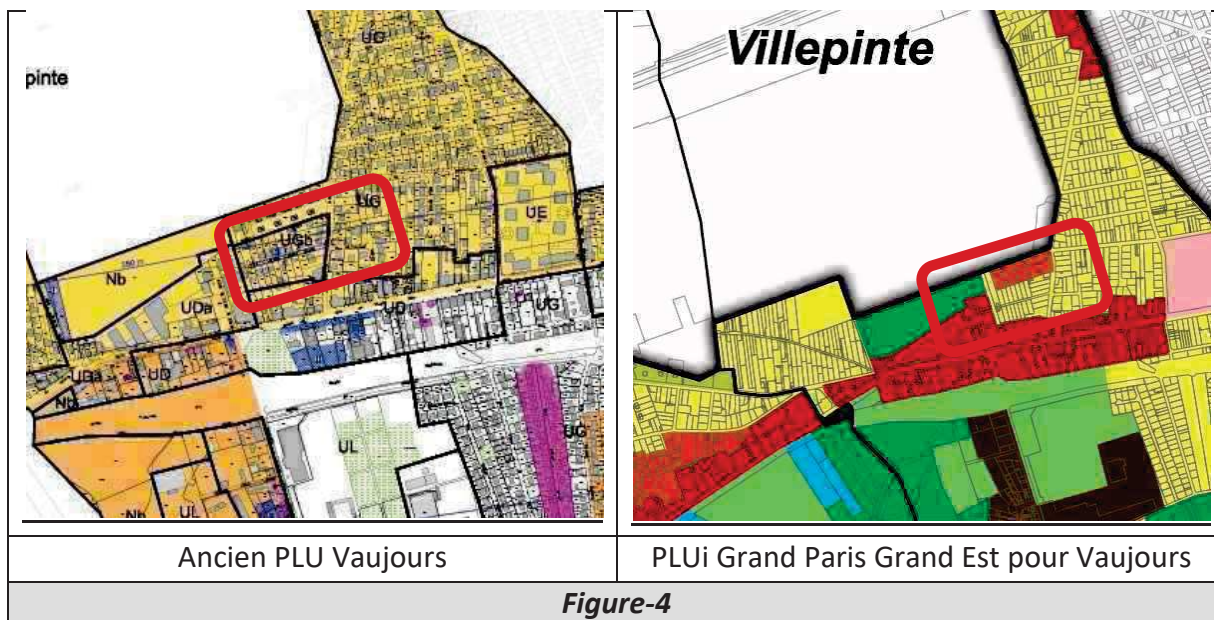 UG
pinte
UG
UGb
UE
Nb
UDa
UD
UG
UDa
UD
Nb
UL
UG
Nb
UL
Villepinte
Ancien PLU Vaujours
PLUi Grand Paris Grand Est pour Vaujours
Figure-4